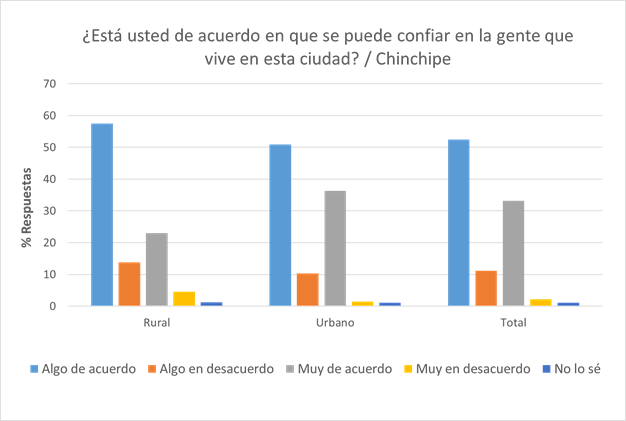 ¿Está usted de acuerdo en que se puede confiar en la gente que
vive en esta ciudad? / Chinchipe
70
60
50
40
30
20
10
0
% Respuestas
Rural Urbano Total
Algo de acuerdo Algo en desacuerdo Muy de acuerdo Muy en desacuerdo No lo sé